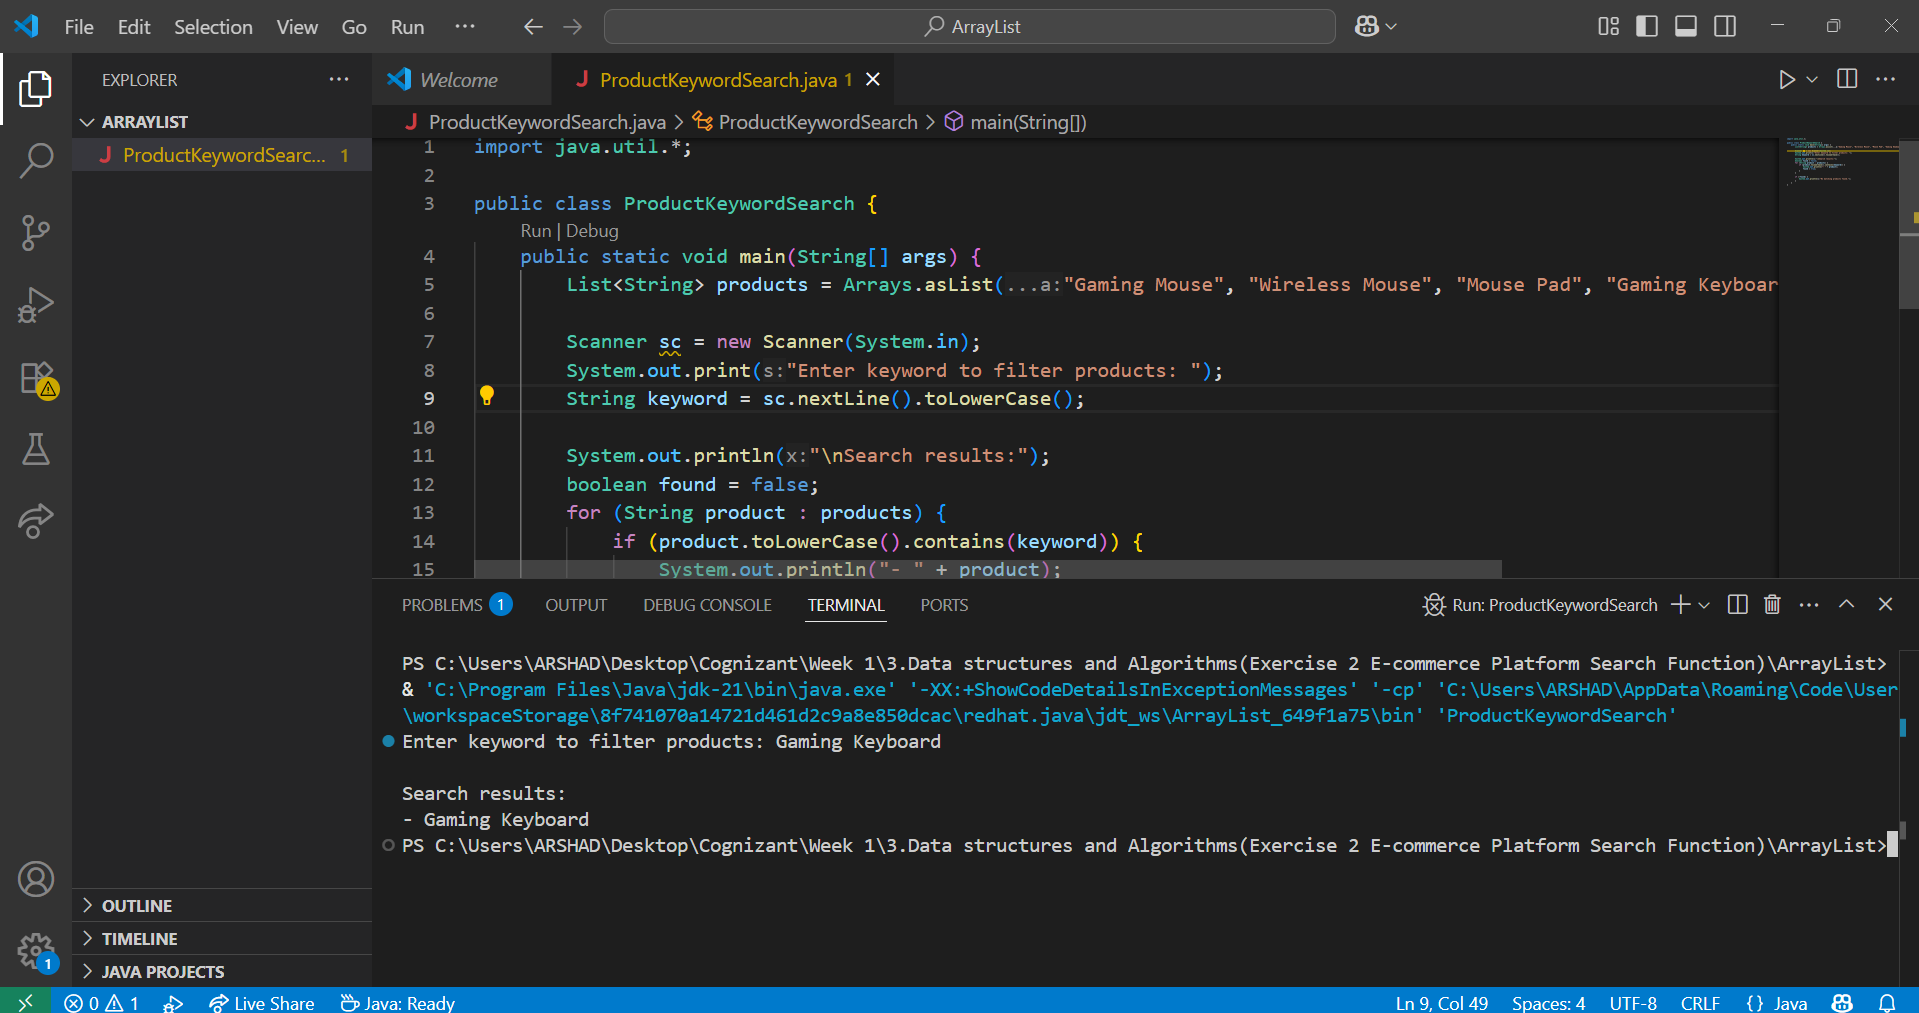 File Edit Selection View Go Run ··· ArrayList
EXPLORER ···
ARRAYLIST
ProductKeywordSearc... 1
Welcome ProductKeywordSearch.java 1
ProductKeywordSearch.java > ProductKeywordSearch > main(String[])
1 import java.util.*;
2
3 public class ProductKeywordSearch {
Run | Debug
4 public static void main(String[] args) {
5 List<String> products = Arrays.asList(...a:"Gaming Mouse", "Wireless Mouse", "Mouse Pad", "Gaming Keyboar
6
7 Scanner sc = new Scanner(System.in);
8 System.out.print(s:"Enter keyword to filter products: ");
9 String keyword = sc.nextLine().toLowerCase();
10
11 System.out.println(x:"\nSearch results:");
12 boolean found = false;
13 for (String product : products) {
14 if (product.toLowerCase().contains(keyword)) {
15 System.out.println("- " + product);
PROBLEMS 1 OUTPUT DEBUG CONSOLE TERMINAL PORTS Run: ProductKeywordSearch
PS C:\Users\ARSHAD\Desktop\Cognizant\Week 1\3.Data structures and Algorithms(Exercise 2 E-commerce Platform Search Function)\ArrayList>
& 'C:\Program Files\Java\jdk-21\bin\java.exe' '-XX:+ShowCodeDetailsInExceptionMessages' '-cp' 'C:\Users\ARSHAD\AppData\Roaming\Code\User
\workspaceStorage\8f741070a14721d461d2c9a8e850dcac\redhat.java\jdt_ws\ArrayList_649f1a75\bin' 'ProductKeywordSearch'
Enter keyword to filter products: Gaming Keyboard
Search results:
- Gaming Keyboard
PS C:\Users\ARSHAD\Desktop\Cognizant\Week 1\3.Data structures and Algorithms(Exercise 2 E-commerce Platform Search Function)\ArrayList>
OUTLINE
TIMELINE
JAVA PROJECTS
1
0 1 Live Share Java: Ready Ln 9, Col 49 Spaces: 4 UTF-8 CRLF {} Java